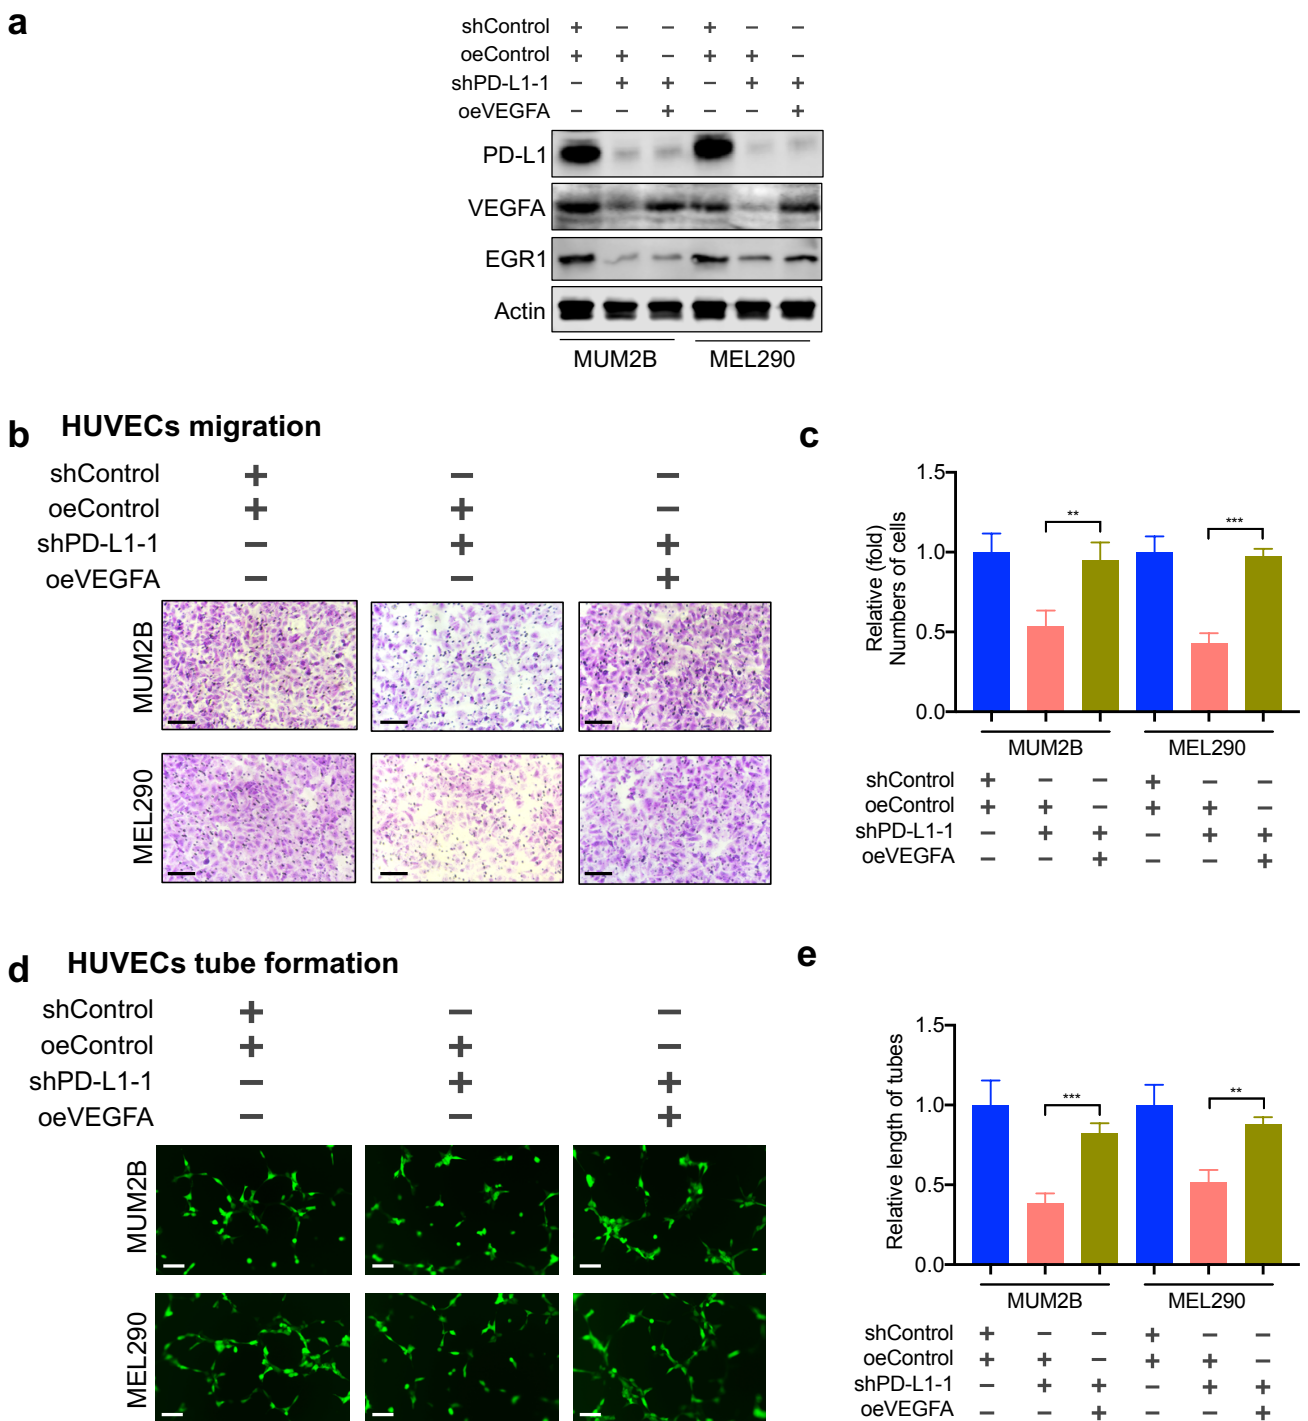 a
shControl + − − + − −
oeControl + + − + + −
shPD-L1-1 − + + − + +
oeVEGFA − − + − − +
PD-L1
VEGFA
EGR1
Actin
MUM2B MEL290
b HUVECs migration
shControl + − −
oeControl + + −
shPD-L1-1 − + +
oeVEGFA − − +
MUM2B
MEL290
c
Relative (fold)
Numbers of cells
1.5
1.0
0.5
0.0
** ***
MUM2B MEL290
shControl + − − + − −
oeControl + + − + + −
shPD-L1-1 − + + − + +
oeVEGFA − − + − − +
d HUVECs tube formation
shControl + − −
oeControl + + −
shPD-L1-1 − + +
oeVEGFA − − +
MUM2B
MEL290
e
Relative length of tubes
1.5
1.0
0.5
0.0
*** **
MUM2B MEL290
shControl + − − + − −
oeControl + + − + + −
shPD-L1-1 − + + − + +
oeVEGFA − − + − − +